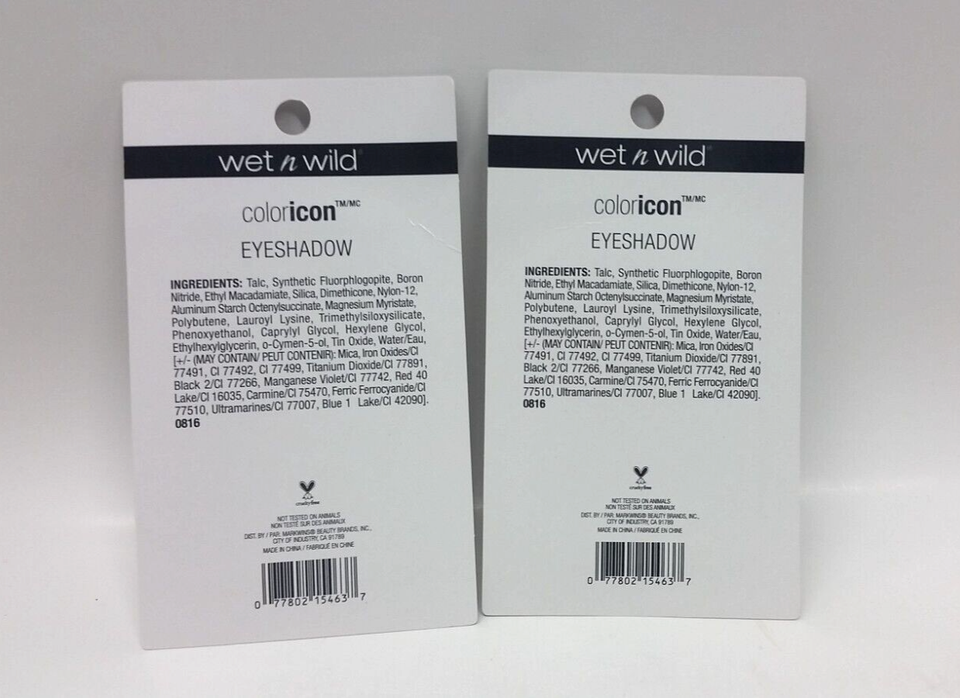 wet n wild
coloricon™/MC
EYESHADOW
INGREDIENTS: Talc, Synthetic Fluorphlogopite, Boron
Nitride, Ethyl Macadamiate, Silica, Dimethicone, Nylon-12,
Aluminum Starch Octenylsuccinate, Magnesium Myristate,
Polybutene, Lauroyl Lysine, Trimethylsiloxysilicate,
Phenoxyethanol, Caprylyl Glycol, Hexylene Glycol,
Ethylhexylglycerin, o-Cymen-5-ol, Tin Oxide, Water/Eau,
[+/- (MAY CONTAIN/ PEUT CONTENIR): Mica, Iron Oxides/CI
77491, CI 77492, CI 77499, Titanium Dioxide/CI 77891,
Black 2/CI 77266, Manganese Violet/CI 77742, Red 40
Lake/CI 16035, Carmine/CI 75470, Ferric Ferrocyanide/CI
77510, Ultramarines/CI 77007, Blue 1 Lake/CI 42090].
0816
crueltyfree
NOT TESTED ON ANIMALS
NON TESTÉ SUR DES ANIMAUX
DIST. BY / PAR: MARKWINS® BEAUTY BRANDS, INC.,
CITY OF INDUSTRY, CA 91789
MADE IN CHINA / FABRIQUÉ EN CHINE
0 77802 15463 7
wet n wild
coloricon™/MC
EYESHADOW
INGREDIENTS: Talc, Synthetic Fluorphlogopite, Boron
Nitride, Ethyl Macadamiate, Silica, Dimethicone, Nylon-12,
Aluminum Starch Octenylsuccinate, Magnesium Myristate,
Polybutene, Lauroyl Lysine, Trimethylsiloxysilicate,
Phenoxyethanol, Caprylyl Glycol, Hexylene Glycol,
Ethylhexylglycerin, o-Cymen-5-ol, Tin Oxide, Water/Eau,
[+/- (MAY CONTAIN/ PEUT CONTENIR): Mica, Iron Oxides/CI
77491, CI 77492, CI 77499, Titanium Dioxide/CI 77891,
Black 2/CI 77266, Manganese Violet/CI 77742, Red 40
Lake/CI 16035, Carmine/CI 75470, Ferric Ferrocyanide/CI
77510, Ultramarines/CI 77007, Blue 1 Lake/CI 42090].
0816
crueltyfree
NOT TESTED ON ANIMALS
NON TESTÉ SUR DES ANIMAUX
DIST. BY / PAR: MARKWINS® BEAUTY BRANDS, INC.,
CITY OF INDUSTRY, CA 91789
MADE IN CHINA / FABRIQUÉ EN CHINE
0 77802 15463 7